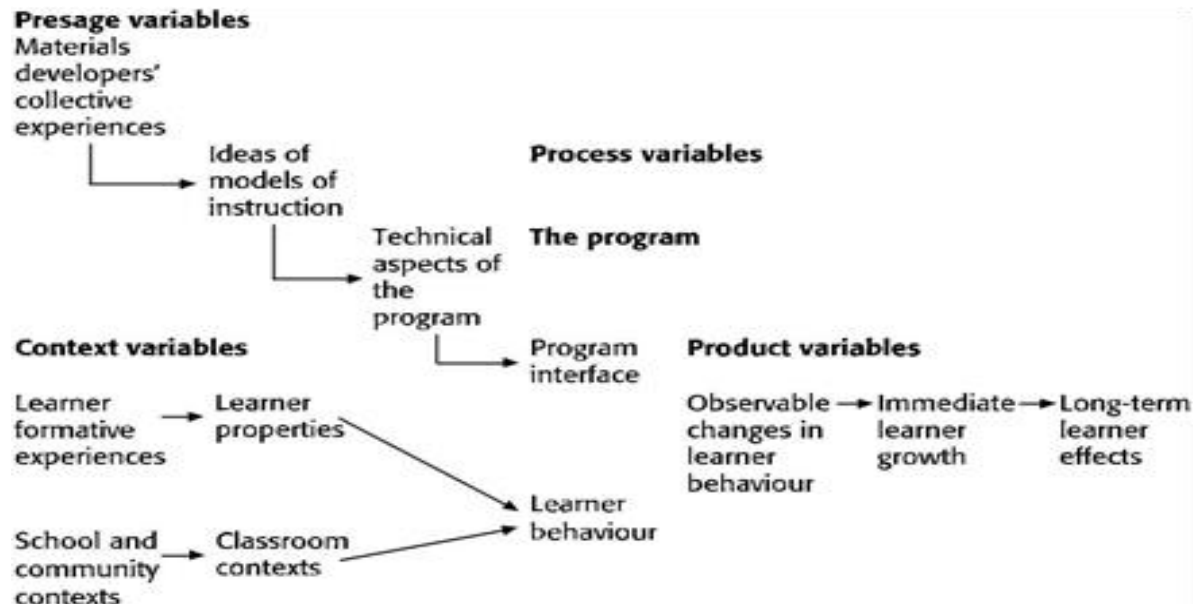 Presage variables
Materials
developers'
collective
experiences
Ideas of
models of
instruction
Process variables
Technical
aspects of
the
program
The program
Context variables
Program
interface
Product variables
Learner
formative
experiences
Learner
properties
Observable
changes in
learner
behaviour
Immediate
learner
growth
Long-term
learner
effects
Learner
behaviour
School and
community
contexts
Classroom
contexts